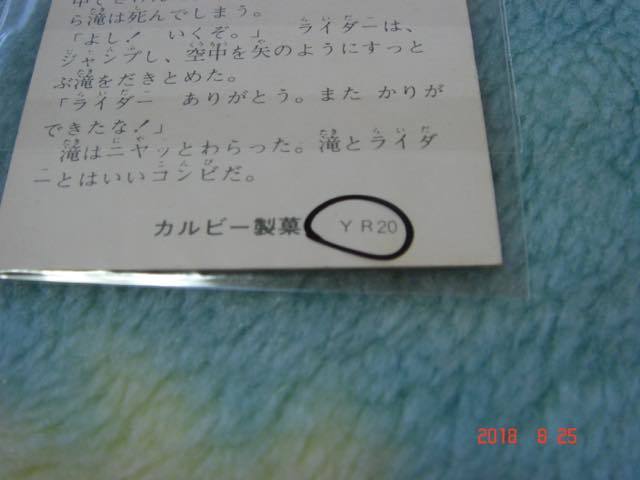 ら滝は死んでしまう。
「よし! いくぞ。」 ライダーは、
ジャンプし、空中を矢のようにすっと
ぶ滝をだきとめた。
「ライダー ありがとう。また かりが
できたな!」
滝はニヤッとわらった。滝とライダ
ーとはいいコンビだ。
カルビー製菓 YR20
2018 8 25